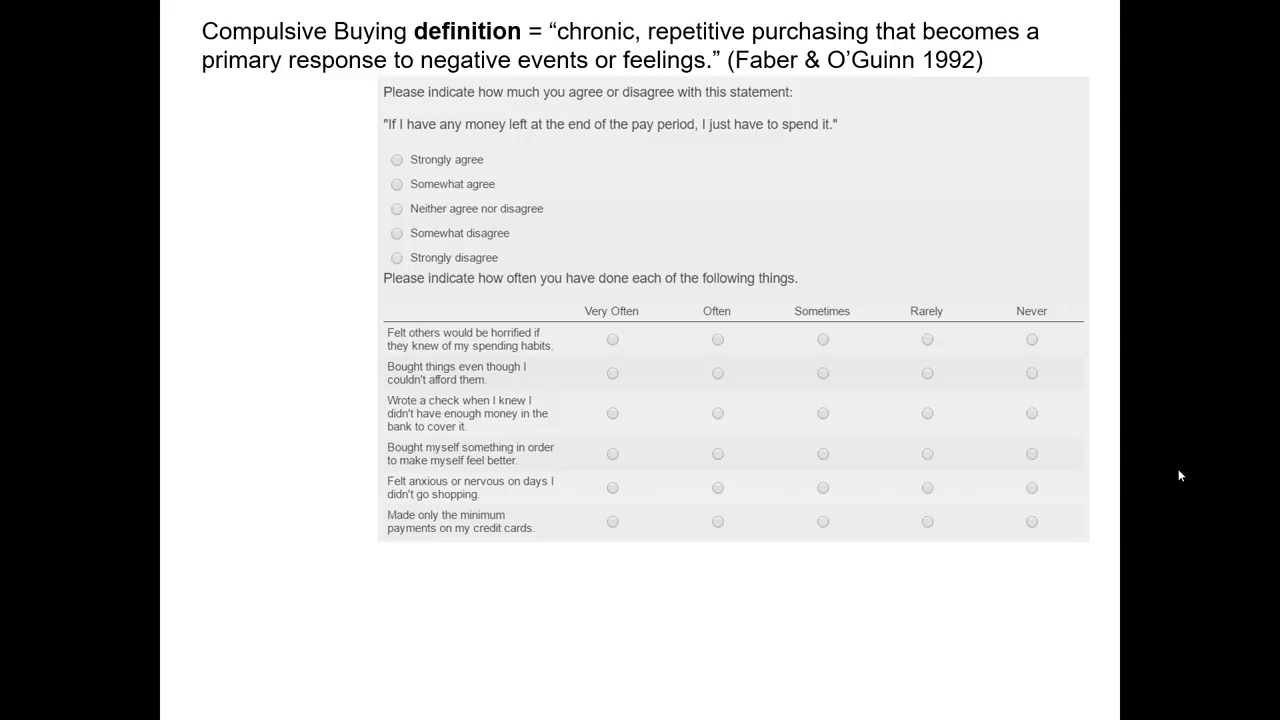 Compulsive Buying definition = “chronic, repetitive purchasing that becomes a
primary response to negative events or feelings.” (Faber & O’Guinn 1992)
Please indicate how much you agree or disagree with this statement:
"If I have any money left at the end of the pay period, I just have to spend it."
Strongly agree
Somewhat agree
Neither agree nor disagree
Somewhat disagree
Strongly disagree
Please indicate how often you have done each of the following things.
Very Often Often Sometimes Rarely Never
Felt others would be horrified if
they knew of my spending habits.
Bought things even though I
couldn't afford them.
Wrote a check when I knew I
didn't have enough money in the
bank to cover it.
Bought myself something in order
to make myself feel better.
Felt anxious or nervous on days I
didn't go shopping.
Made only the minimum
payments on my credit cards.